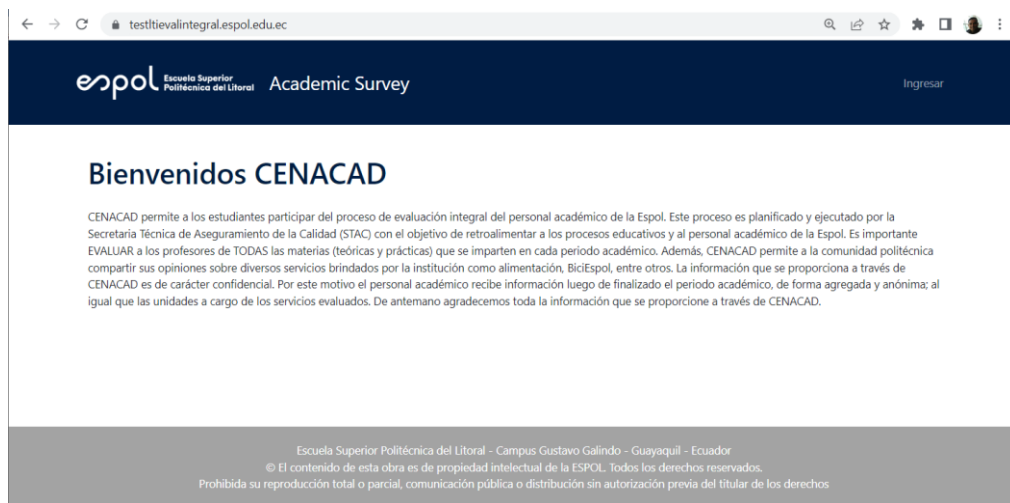 testltievalintegral.espol.edu.ec
espol Escuela Superior Politécnica del Litoral Academic Survey
Ingresar
Bienvenidos CENACAD
CENACAD permite a los estudiantes participar del proceso de evaluación integral del personal académico de la Espol. Este proceso es planificado y ejecutado por la
Secretaria Técnica de Aseguramiento de la Calidad (STAC) con el objetivo de retroalimentar a los procesos educativos y al personal académico de la Espol. Es importante
EVALUAR a los profesores de TODAS las materias (teóricas y prácticas) que se imparten en cada periodo académico. Además, CENACAD permite a la comunidad politécnica
compartir sus opiniones sobre diversos servicios brindados por la institución como alimentación, BiciEspol, entre otros. La información que se proporciona a través de
CENACAD es de carácter confidencial. Por este motivo el personal académico recibe información luego de finalizado el periodo académico, de forma agregada y anónima; al
igual que las unidades a cargo de los servicios evaluados. De antemano agradecemos toda la información que se proporcione a través de CENACAD.
Escuela Superior Politécnica del Litoral - Campus Gustavo Galindo - Guayaquil - Ecuador
© El contenido de esta obra es de propiedad intelectual de la ESPOL. Todos los derechos reservados.
Prohibida su reproducción total o parcial, comunicación pública o distribución sin autorización previa del titular de los derechos